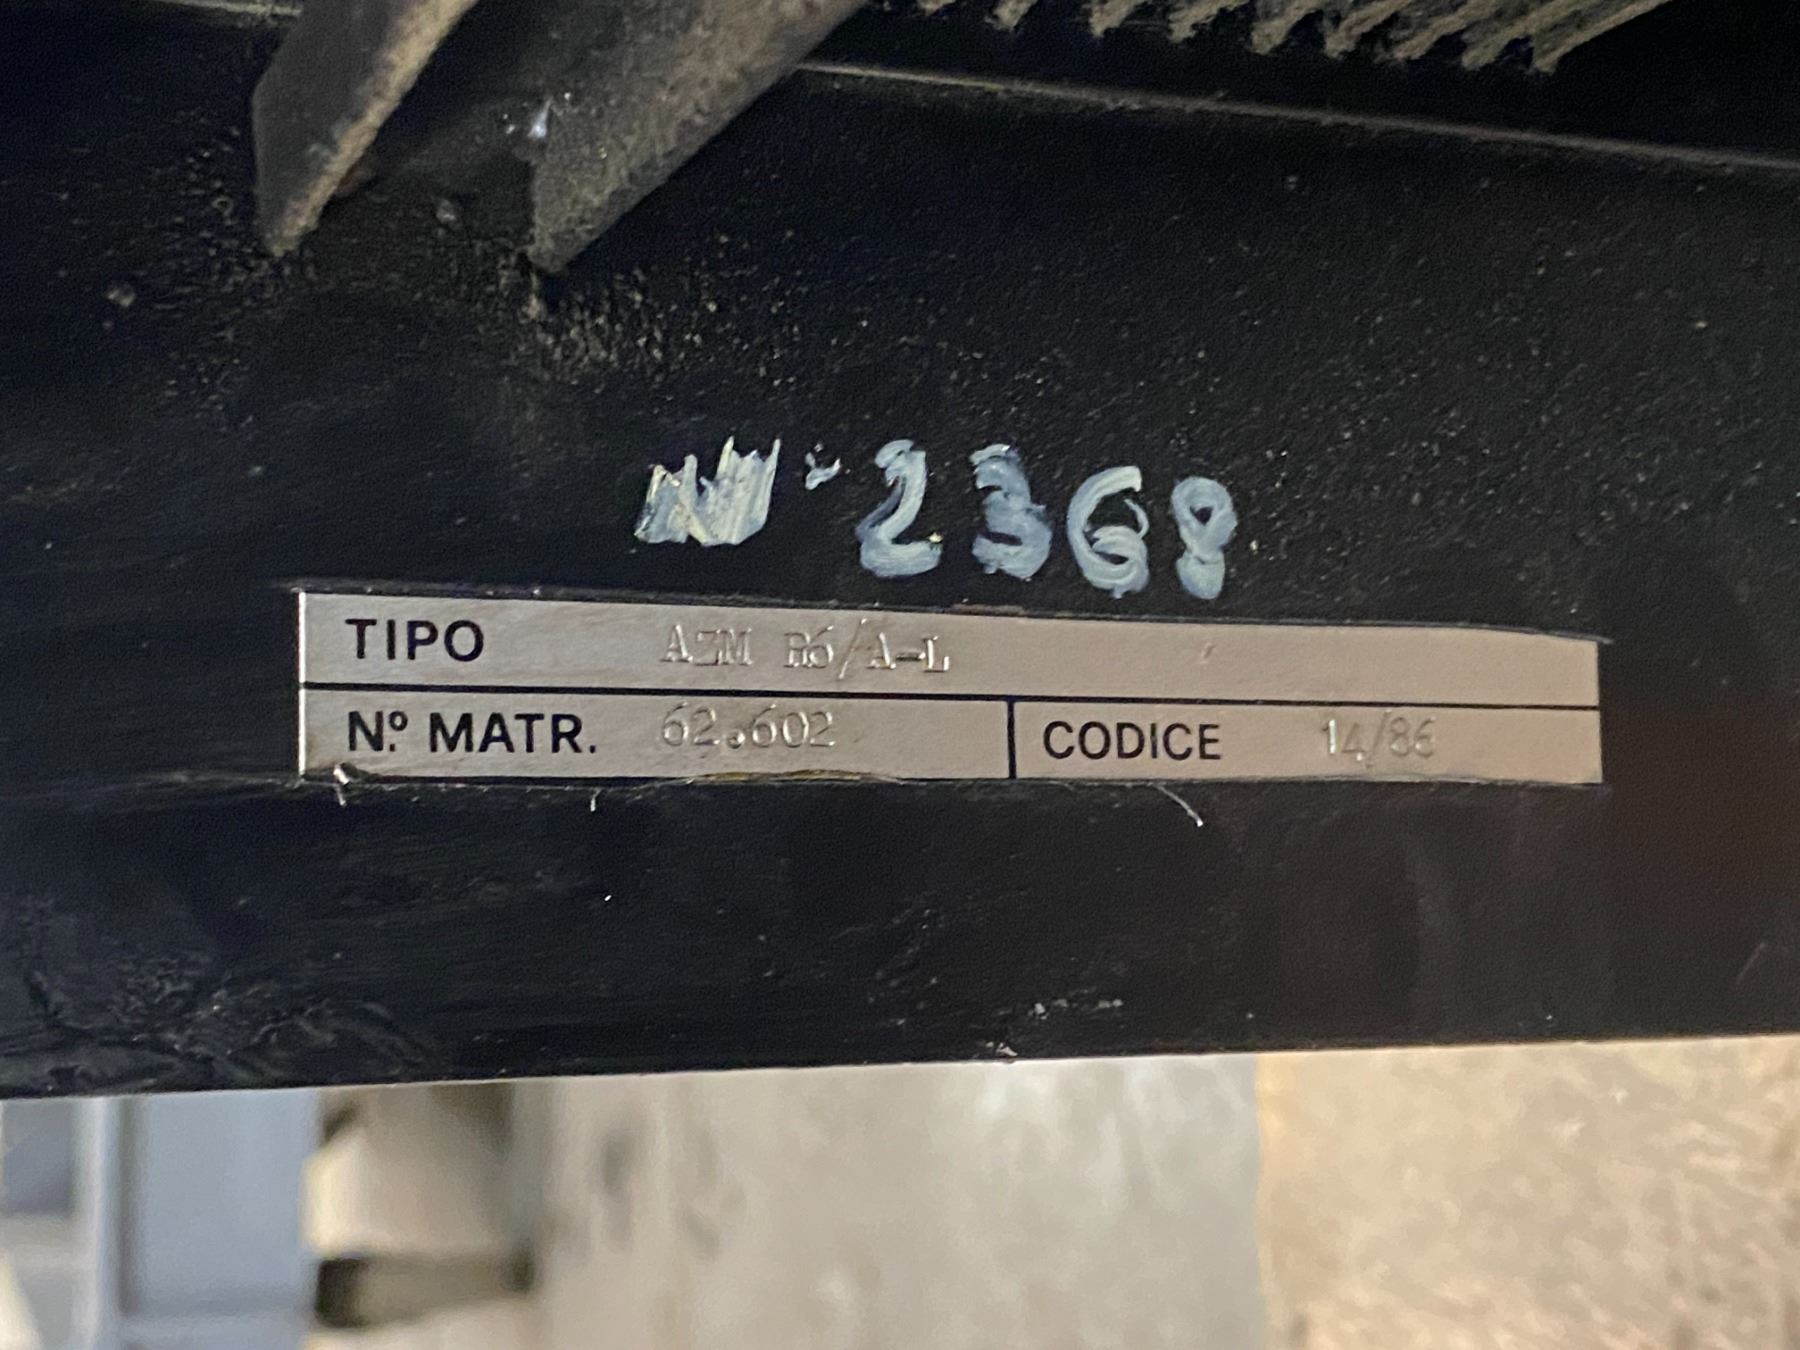 N·2368
TIPO AZM R6/A-L
Nº MATR. 62.602 CODICE 14/86